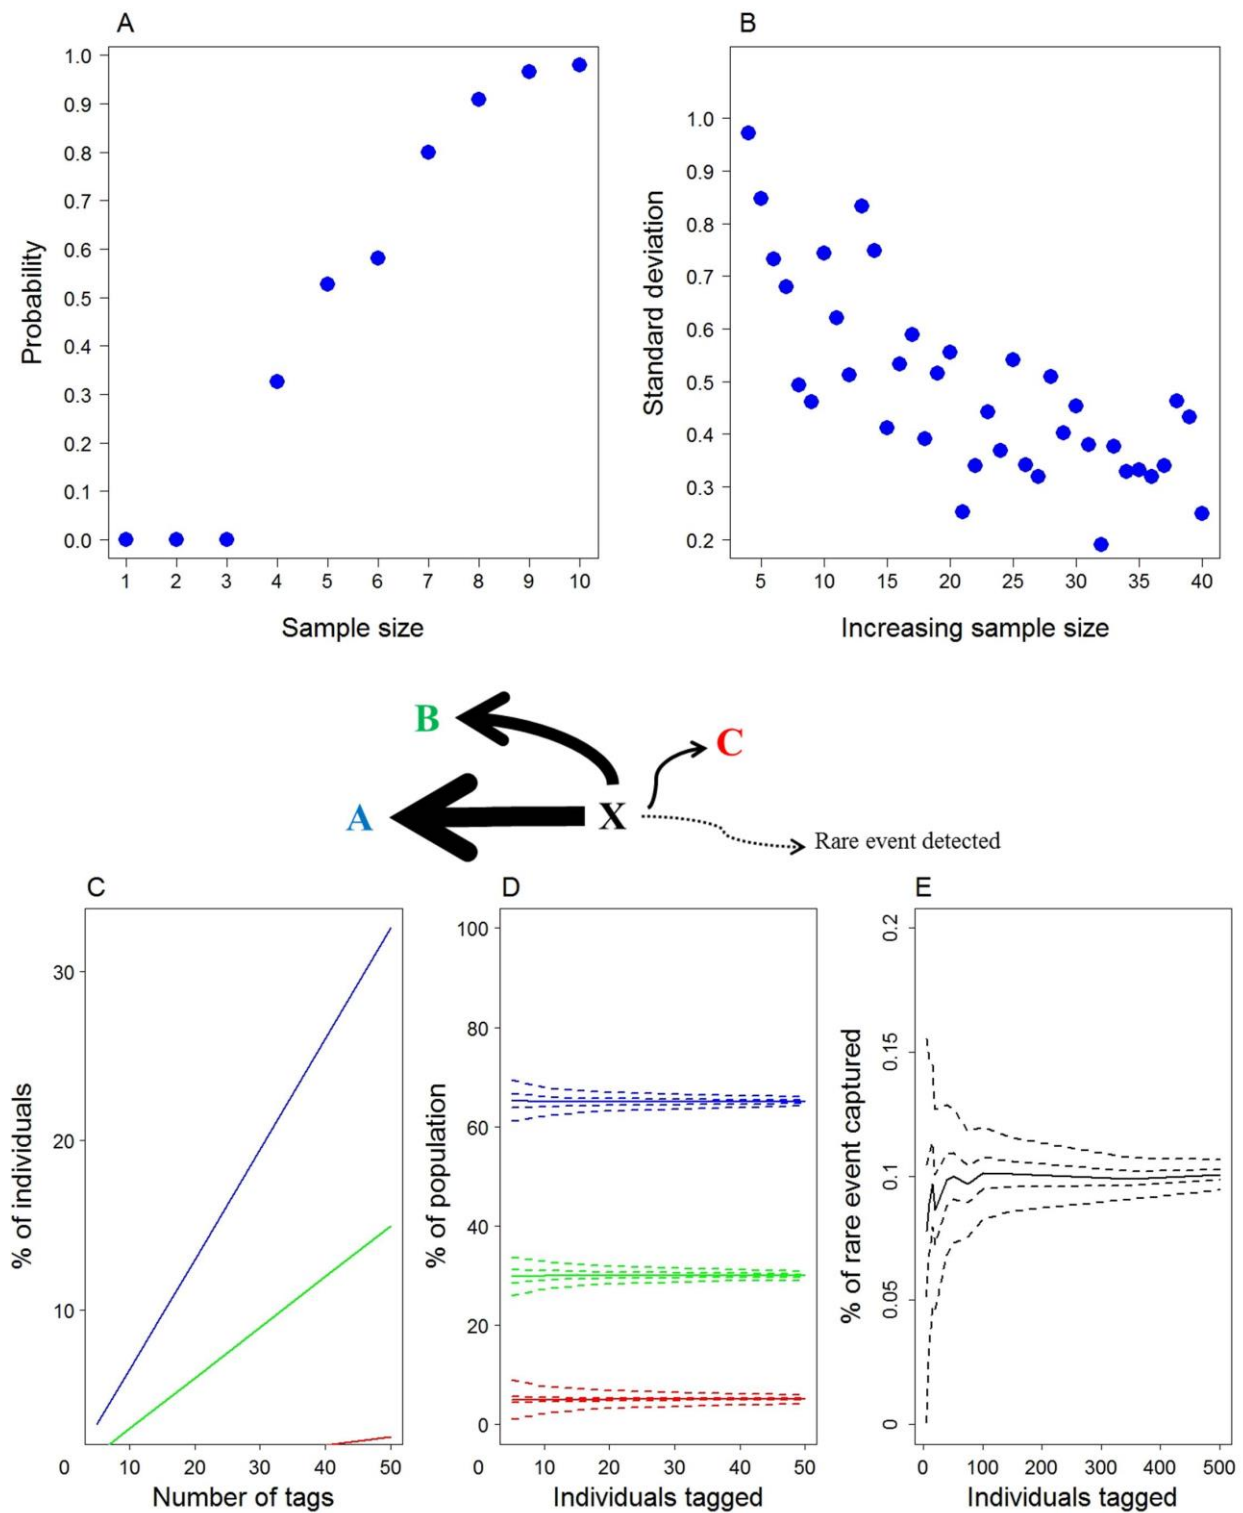 A
1.0
0.9
0.8
0.7
0.6
0.5
0.4
0.3
0.2
0.1
0.0
Probability
1 2 3 4 5 6 7 8 9 10
Sample size
B
1.0
0.9
0.8
0.7
0.6
0.5
0.4
0.3
0.2
Standard deviation
5 10 15 20 25 30 35 40
Increasing sample size
B
C
A
X
Rare event detected
C
30
20
10
% of individuals
0 10 20 30 40 50
Number of tags
D
100
80
60
40
20
0
% of population
0 10 20 30 40 50
Individuals tagged
E
0.2
0.15
0.1
0.05
0
% of rare event captured
0 100 200 300 400 500
Individuals tagged